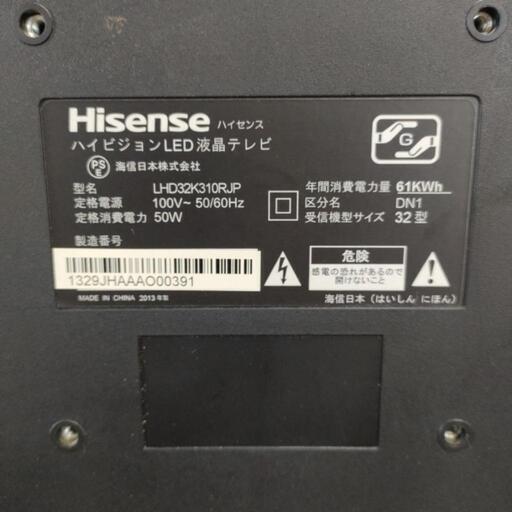 Hisense ハイセンス
ハイビジョンLED液晶テレビ
PS E 海信日本株式会社
G
型名 LHD32K310RJP
定格電源 100V~ 50/60Hz
定格消費電力 50W
年間消費電力量 61KWh
区分名 DN1
受信機型サイズ 32型
製造番号
1329JHAAAO00391
MADE IN CHINA 2013年製
危険
感電の恐れがあるので
開けないこと
海信日本(はいしん にほん)